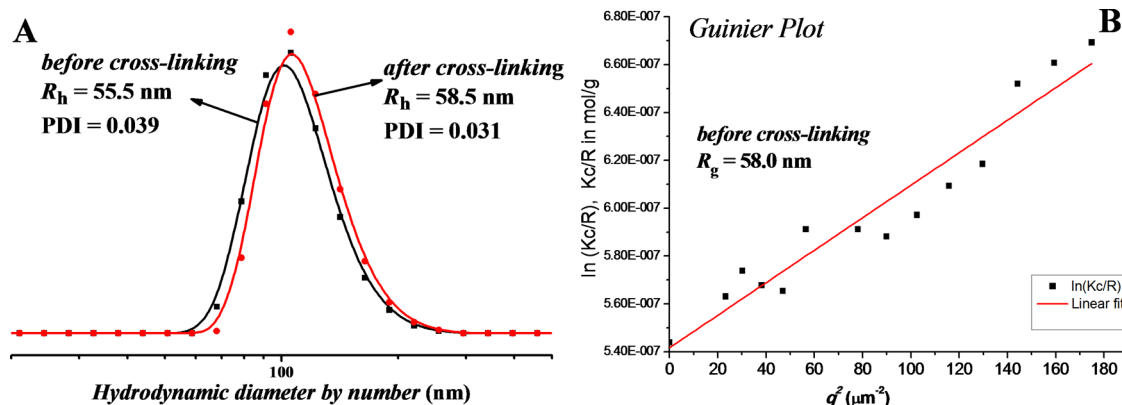 A
before cross-linking
Rh = 55.5 nm
PDI = 0.039
after cross-linking
Rh = 58.5 nm
PDI = 0.031
100
Hydrodynamic diameter by number (nm)
B
Guinier Plot
before cross-linking
Rg = 58.0 nm
ln (Kc/R), Kc/R in mol/g
6.80E-007
6.60E-007
6.40E-007
6.20E-007
6.00E-007
5.80E-007
5.60E-007
5.40E-007
ln(Kc/R)
Linear fit
0 20 40 60 80 100 120 140 160 180
q² (µm⁻²)